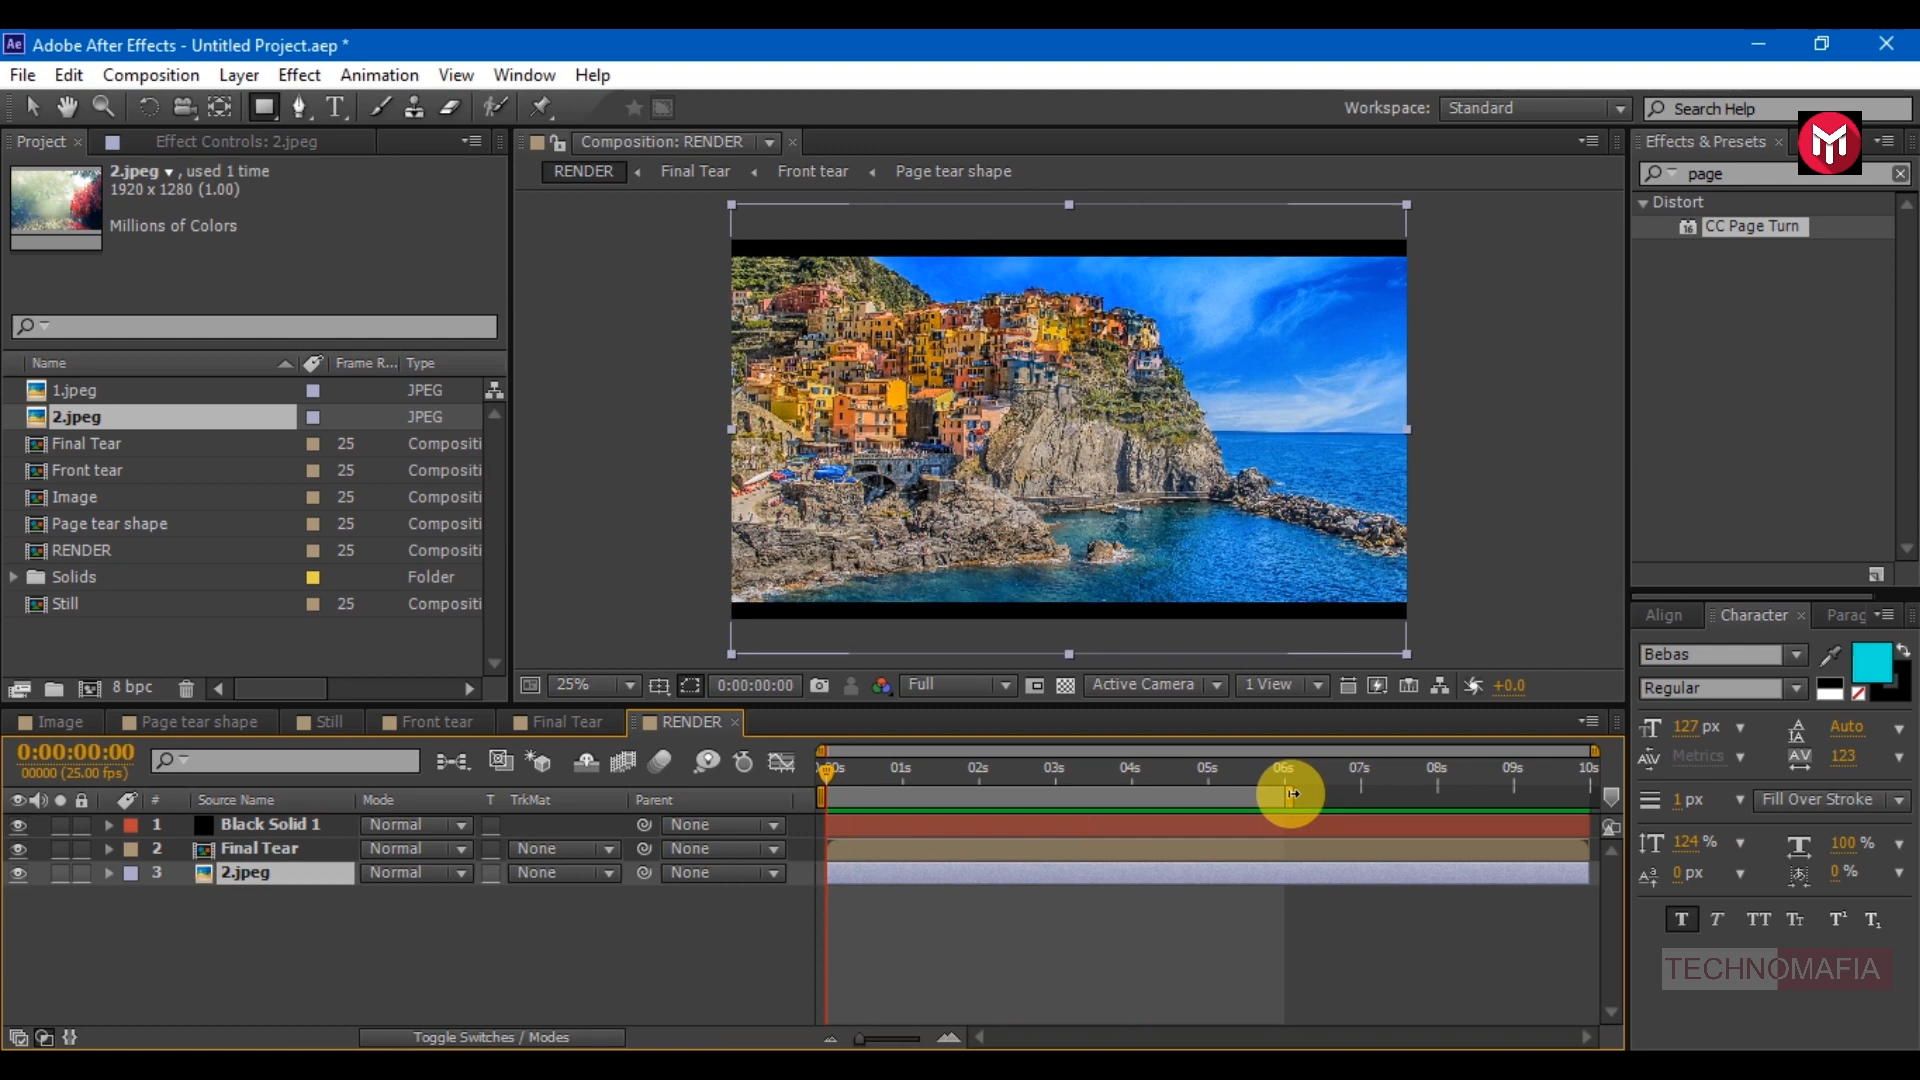 Ae Adobe After Effects - Untitled Project.aep *
File Edit Composition Layer Effect Animation View Window Help
T Workspace: Standard Search Help
Project × Effect Controls: 2.jpeg
Composition: RENDER ×
Effects & Presets ×
2.jpeg , used 1 time
1920 x 1280 (1.00)
Millions of Colors
RENDER Final Tear Front tear Page tear shape
page
Distort
16 CC Page Turn
Name Frame R... Type
1.jpeg JPEG
2.jpeg JPEG
Final Tear 25 Compositi
Front tear 25 Compositi
Image 25 Compositi
Page tear shape 25 Compositi
RENDER 25 Compositi
Solids Folder
Still 25 Compositi
8 bpc
25% 0:00:00:00 Full Active Camera 1 View +0.0
Align Character × Parag
Bebas
Regular
127 px Auto
Metrics 123
1 px Fill Over Stroke
124 % 100 %
0 px 0 %
T T TT Tt T¹ T₁
TECHNOMAFIA
Image Page tear shape Still Front tear Final Tear RENDER ×
0:00:00:00
00000 (25.00 fps)
01s 02s 03s 04s 05s 06s 07s 08s 09s 10s
# Source Name Mode T TrkMat Parent
1 Black Solid 1 Normal None
2 Final Tear Normal None None
3 2.jpeg Normal None None
Toggle Switches / Modes